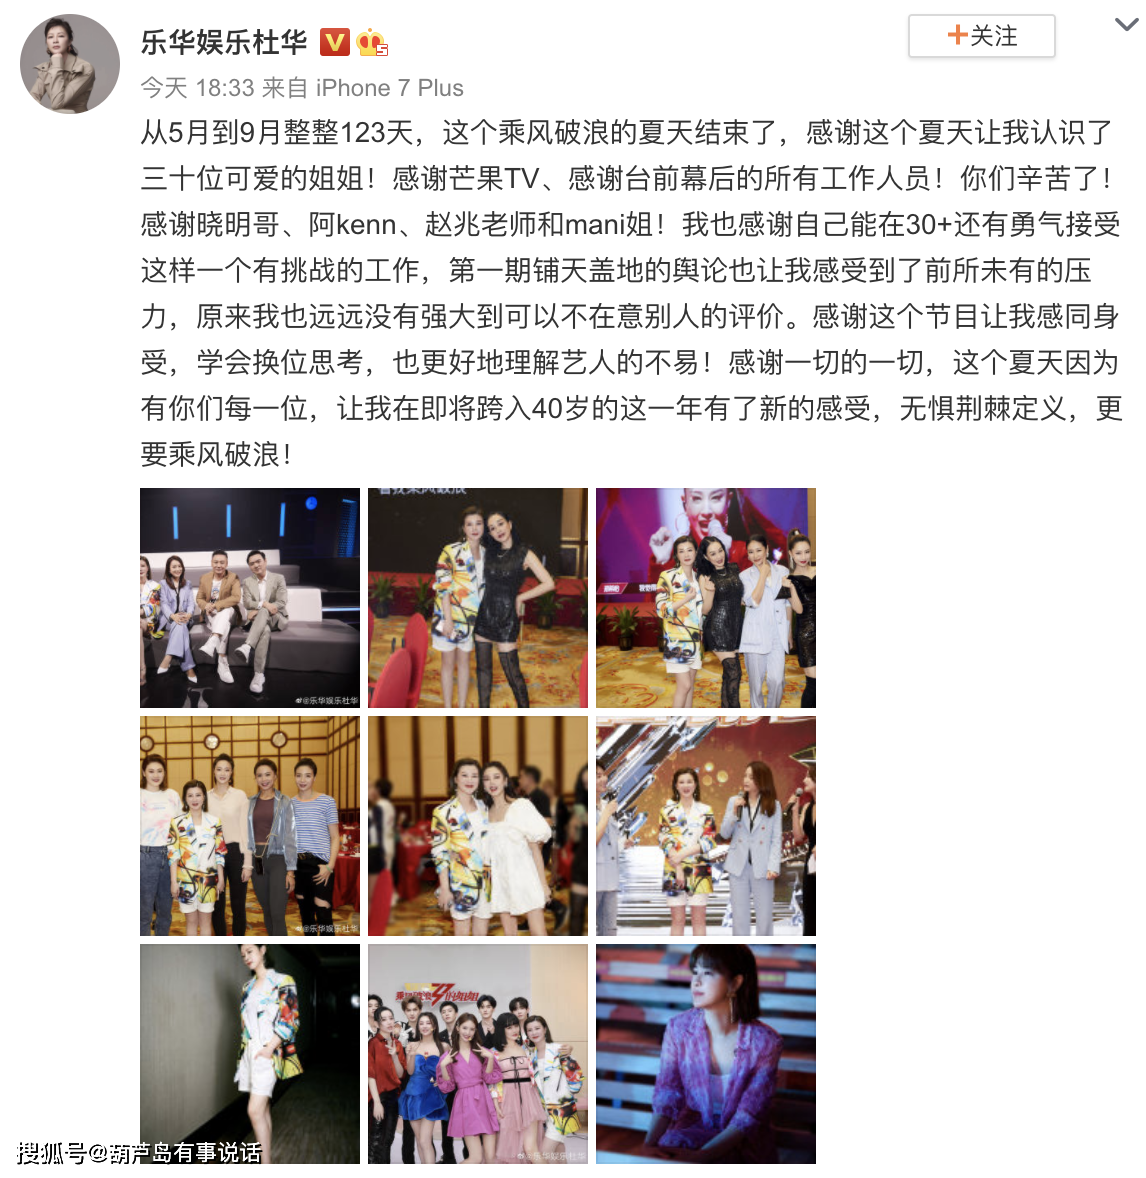 乐华娱乐杜华
V
5
+关注
今天 18:33 来自 iPhone 7 Plus
从5月到9月整整123天，这个乘风破浪的夏天结束了，感谢这个夏天让我认识了
三十位可爱的姐姐！感谢芒果TV、感谢台前幕后的所有工作人员！你们辛苦了！
感谢晓明哥、阿kenn、赵兆老师和mani姐！我也感谢自己能在30+还有勇气接受
这样一个有挑战的工作，第一期铺天盖地的舆论也让我感受到了前所未有的压
力，原来我也远远没有强大到可以不在意别人的评价。感谢这个节目让我感同身
受，学会换位思考，也更好地理解艺人的不易！感谢一切的一切，这个夏天因为
有你们每一位，让我在即将跨入40岁的这一年有了新的感受，无惧荆棘定义，更
要乘风破浪！
@乐华娱乐杜华
@乐华娱乐杜华
@乐华娱乐杜华
搜狐号@葫芦岛有事说话